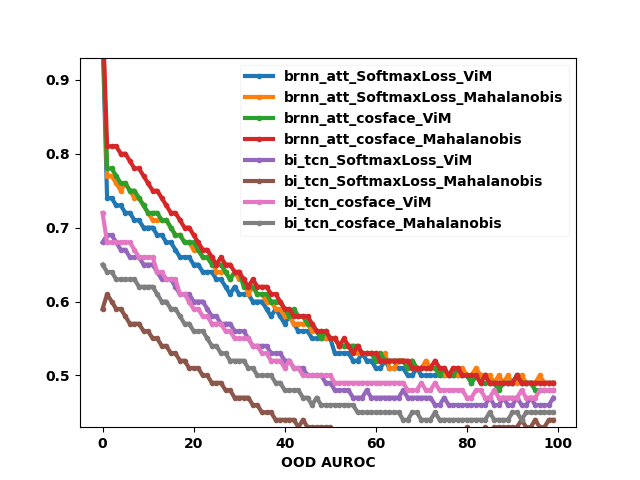 0.9
0.8
0.7
0.6
0.5
brnn_att_SoftmaxLoss_ViM
brnn_att_SoftmaxLoss_Mahalanobis
brnn_att_cosface_ViM
brnn_att_cosface_Mahalanobis
bi_tcn_SoftmaxLoss_ViM
bi_tcn_SoftmaxLoss_Mahalanobis
bi_tcn_cosface_ViM
bi_tcn_cosface_Mahalanobis
0 20 40 60 80 100
OOD AUROC